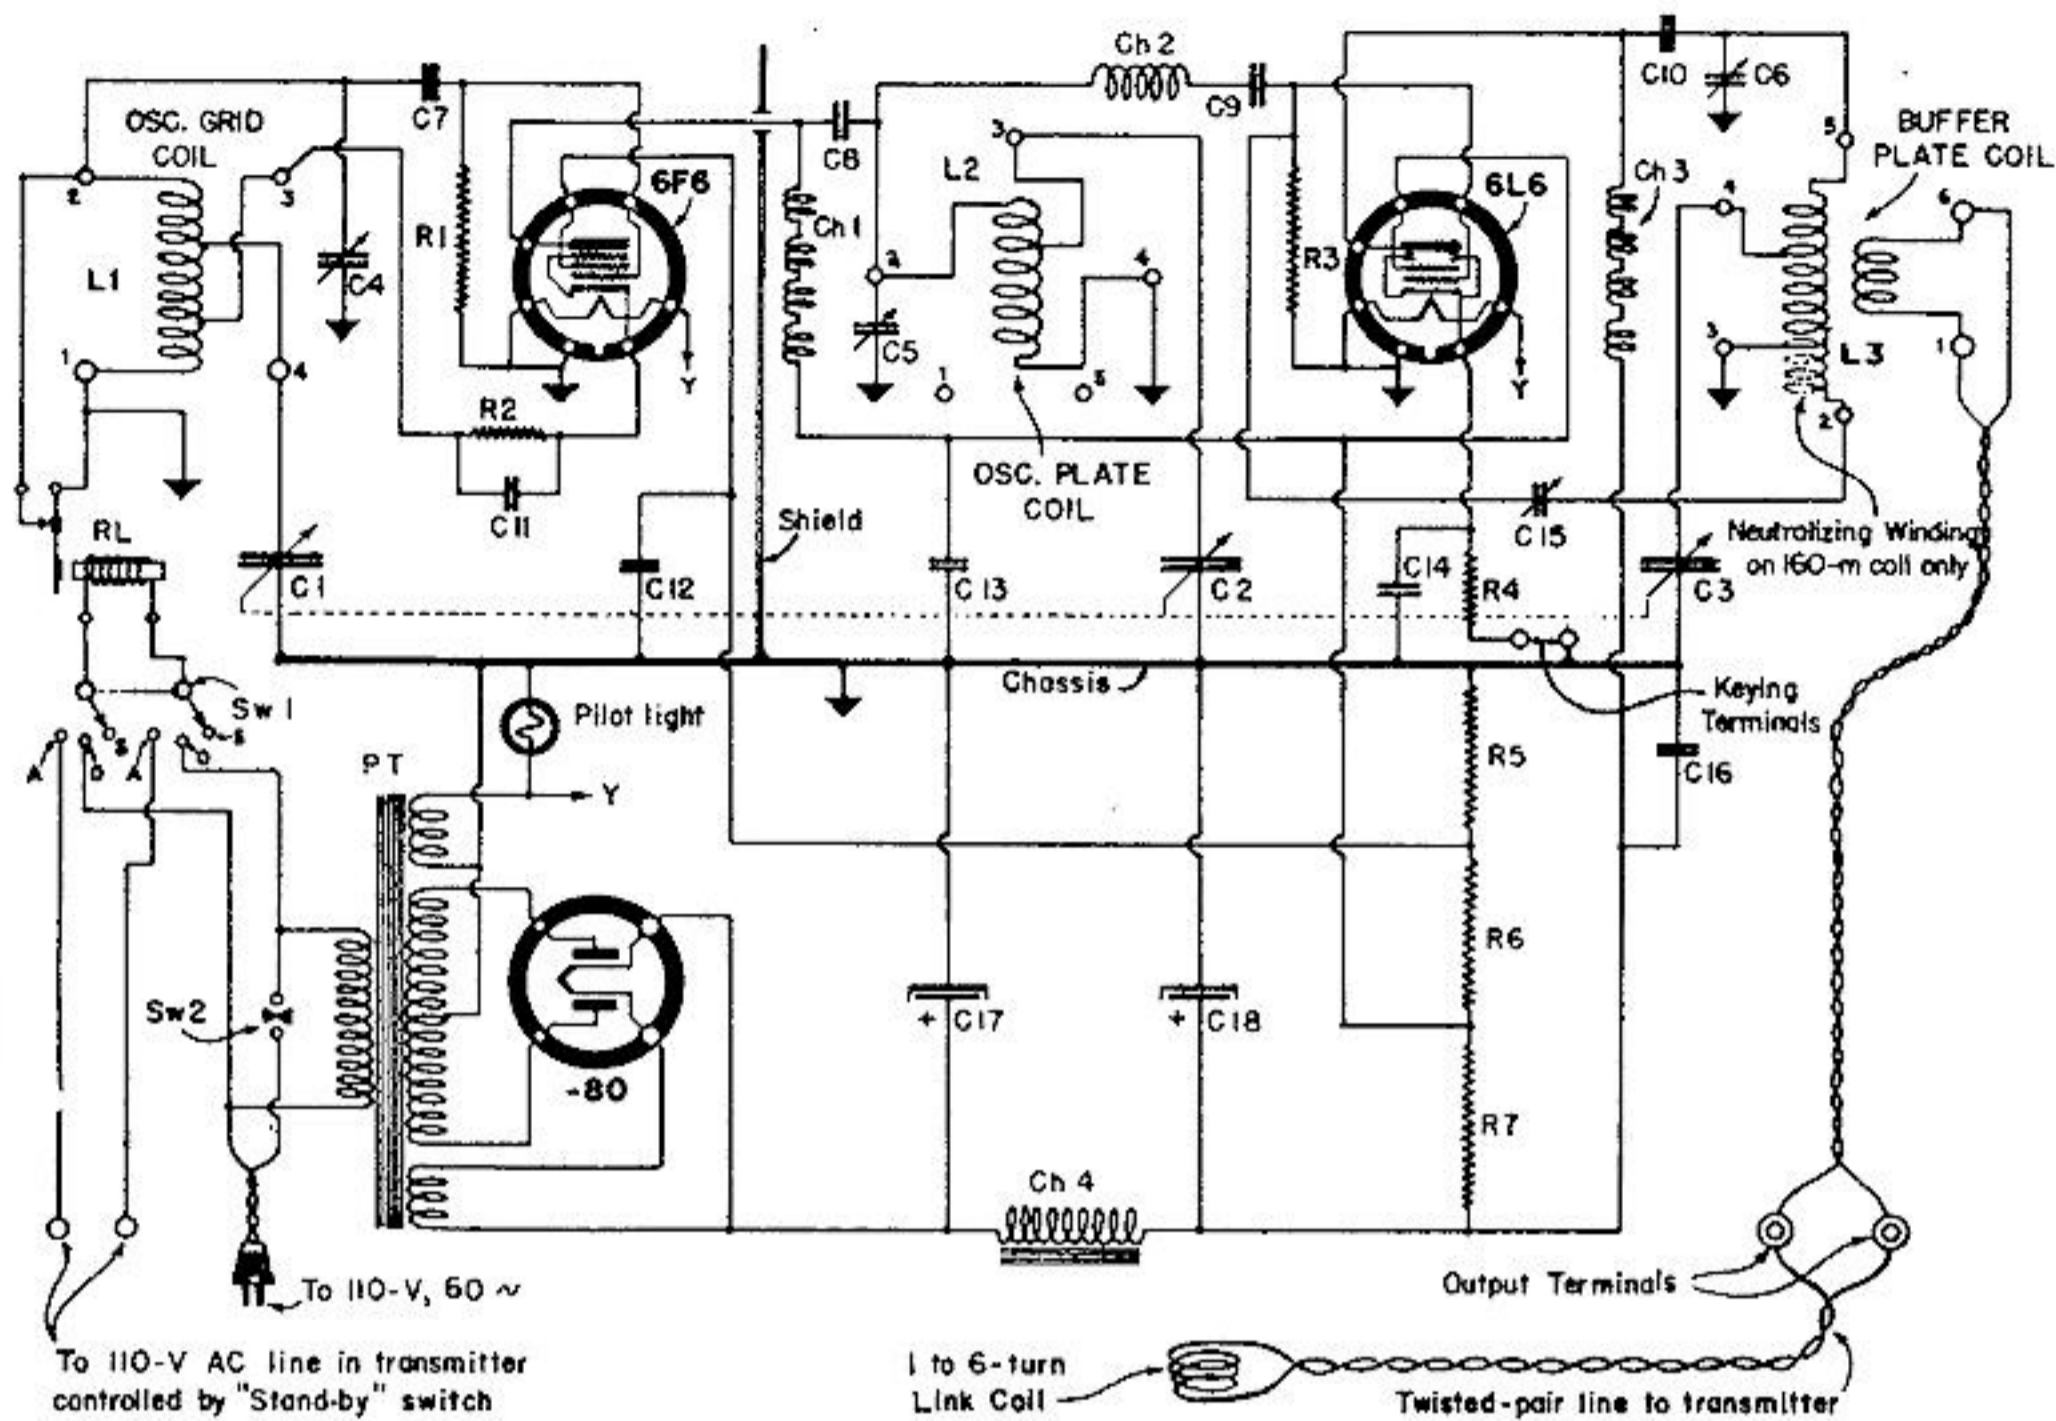 Ch 2
C10
C6
C7
OSC. GRID
COIL
C9
BUFFER
PLATE COIL
5
3
C8
L2
6F6
6L6
Ch 3
2
3
4
6
R1
Ch 1
R3
2
4
L1
C4
C5
3
1
L3
1
4
Y
1
5
Y
R2
2
OSC. PLATE
COIL
C11
Shield
C15
RL
Neutralizing Winding
on 160-m coil only
C14
C1
C12
C13
C2
R4
C3
Chassis
Keying
Terminals
Sw 1
Pilot light
S
S
A
O
A
O
PT
R5
C16
Y
R6
Sw2
+ C17
+ C18
-80
R7
Ch 4
To 110-V, 60 ~
Output Terminals
To 110-V AC line in transmitter
controlled by "Stand-by" switch
1 to 6-turn
Link Coil
Twisted-pair line to transmitter